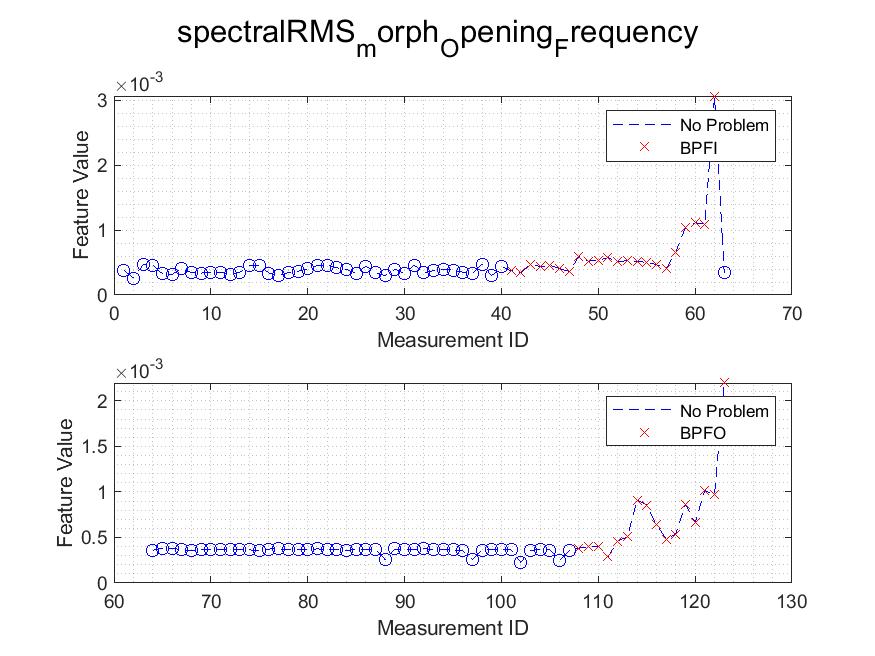 spectralRMSmorphOpeningFrequency
×10-3
3
2
1
0
Feature Value
No Problem
BPFI
0 10 20 30 40 50 60 70
Measurement ID
×10-3
2
1.5
1
0.5
0
Feature Value
No Problem
BPFO
60 70 80 90 100 110 120 130
Measurement ID